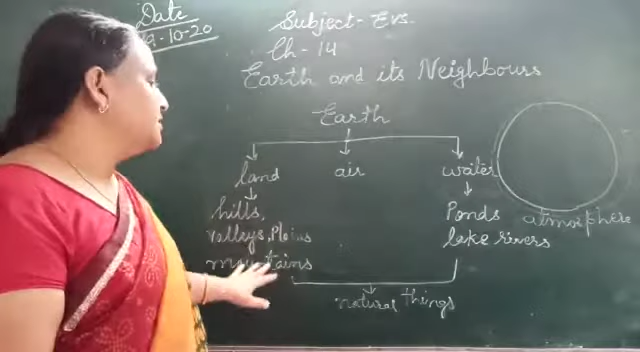 Date
19-10-20
Subject- Evs.
Ch- 14
Earth and its Neighbours
Earth
land air water
hills,
valleys, Plains
mountains
Ponds
lake rivers
atmosphere
natural things